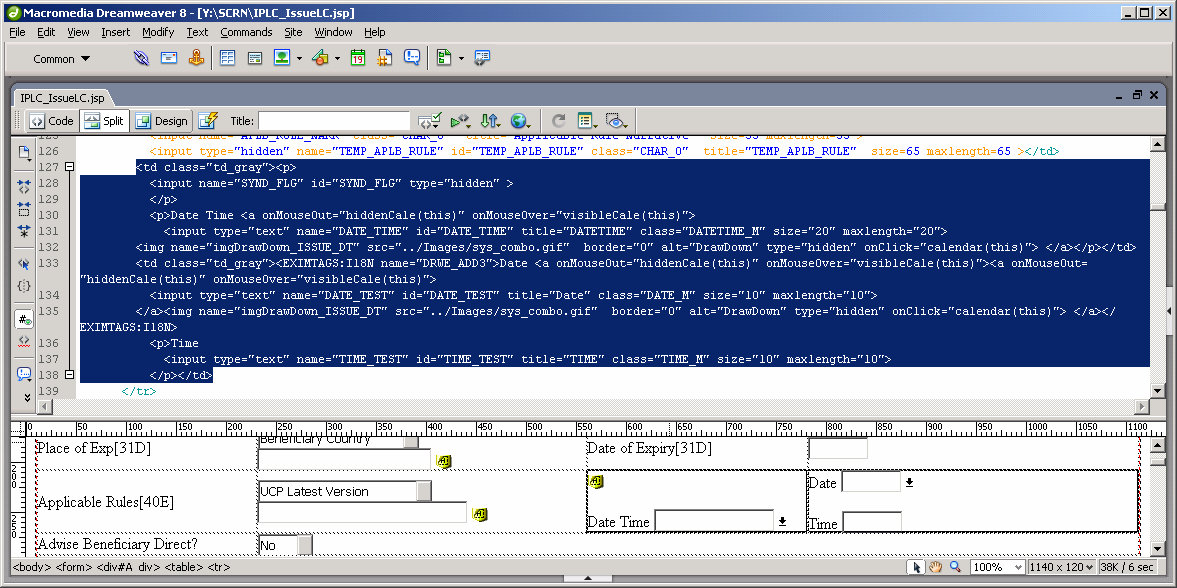 Macromedia Dreamweaver 8 - [Y:\SCRN\IPLC_IssueLC.jsp]
File Edit View Insert Modify Text Commands Site Window Help
Common
IPLC_IssueLC.jsp
Code Split Design Title:
126 <input type="hidden" name="TEMP_APLB_RULE" id="TEMP_APLB_RULE" class="CHAR_0" title="TEMP_APLB_RULE" size=65 maxlength=65 ></td>
127 <td class="td_gray"><p>
128 <input name="SYND_FLG" id="SYND_FLG" type="hidden" >
129 </p>
130 <p>Date Time <a onMouseOut="hiddenCale(this)" onMouseOver="visibleCale(this)">
131 <input type="text" name="DATE_TIME" id="DATE_TIME" title="DATETIME" class="DATETIME_M" size="20" maxlength="20">
132 <img name="imgDrawDown_ISSUE_DT" src="../Images/sys_combo.gif" border="0" alt="DrawDown" type="hidden" onClick="calendar(this)"> </a></p></td>
133 <td class="td_gray"><EXIMTAGS:I18N name="DRWE_ADD3">Date <a onMouseOut="hiddenCale(this)" onMouseOver="visibleCale(this)"><a onMouseOut=
"hiddenCale(this)" onMouseOver="visibleCale(this)">
134 <input type="text" name="DATE_TEST" id="DATE_TEST" title="Date" class="DATE_M" size="10" maxlength="10">
135 </a><img name="imgDrawDown_ISSUE_DT" src="../Images/sys_combo.gif" border="0" alt="DrawDown" type="hidden" onClick="calendar(this)"> </a></
EXIMTAGS:I18N>
136 <p>Time
137 <input type="text" name="TIME_TEST" id="TIME_TEST" title="TIME" class="TIME_M" size="10" maxlength="10">
138 </p></td>
139 </tr>
0 50 100 150 200 250 300 350 400 450 500 550 600 650 700 750 800 850 900 950 1000 1050 1100
Beneficiary Country
Place of Exp[31D] Date of Expiry[31D]
UCP Latest Version Date
Applicable Rules[40E]
Date Time Time
Advise Beneficiary Direct? No
<body> <form> <div#A div> <table> <tr> 100% 1140 x 120 38K / 6 sec